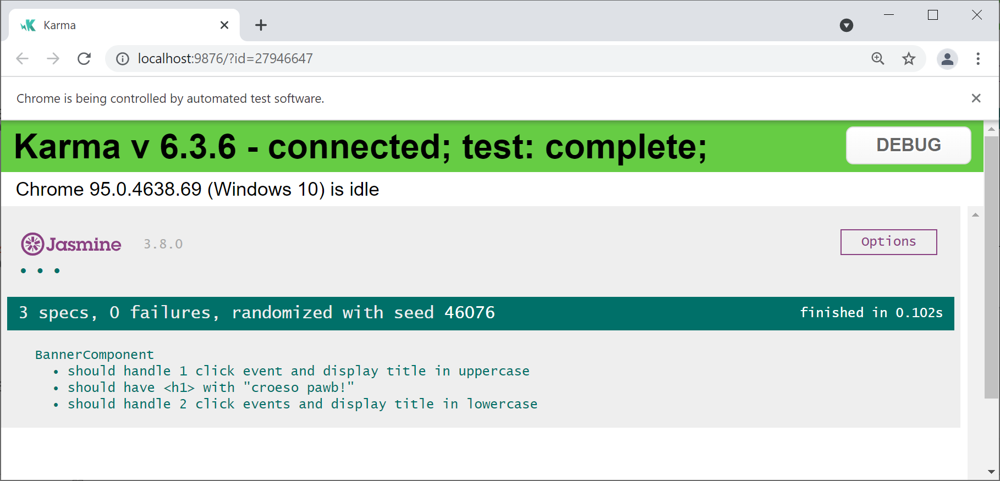 Karma
localhost:9876/?id=27946647
Chrome is being controlled by automated test software.
Karma v 6.3.6 - connected; test: complete;
DEBUG
Chrome 95.0.4638.69 (Windows 10) is idle
Jasmine 3.8.0
Options
3 specs, 0 failures, randomized with seed 46076
finished in 0.102s
BannerComponent
• should handle 1 click event and display title in uppercase
• should have <h1> with "croeso pawb!"
• should handle 2 click events and display title in lowercase